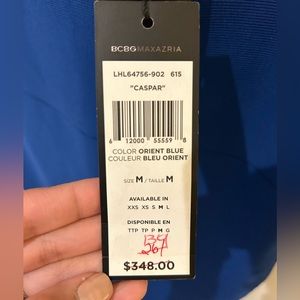 BCBGMAXAZRIA
LHL64756-902 615
"CASPAR"
6 12000 55559 8
COLOR ORIENT BLUE
COULEUR BLEU ORIENT
SIZE M / TAILLE M
AVAILABLE IN
XXS XS S M L
DISPONIBLE EN
TTP TP P M G
$348.00